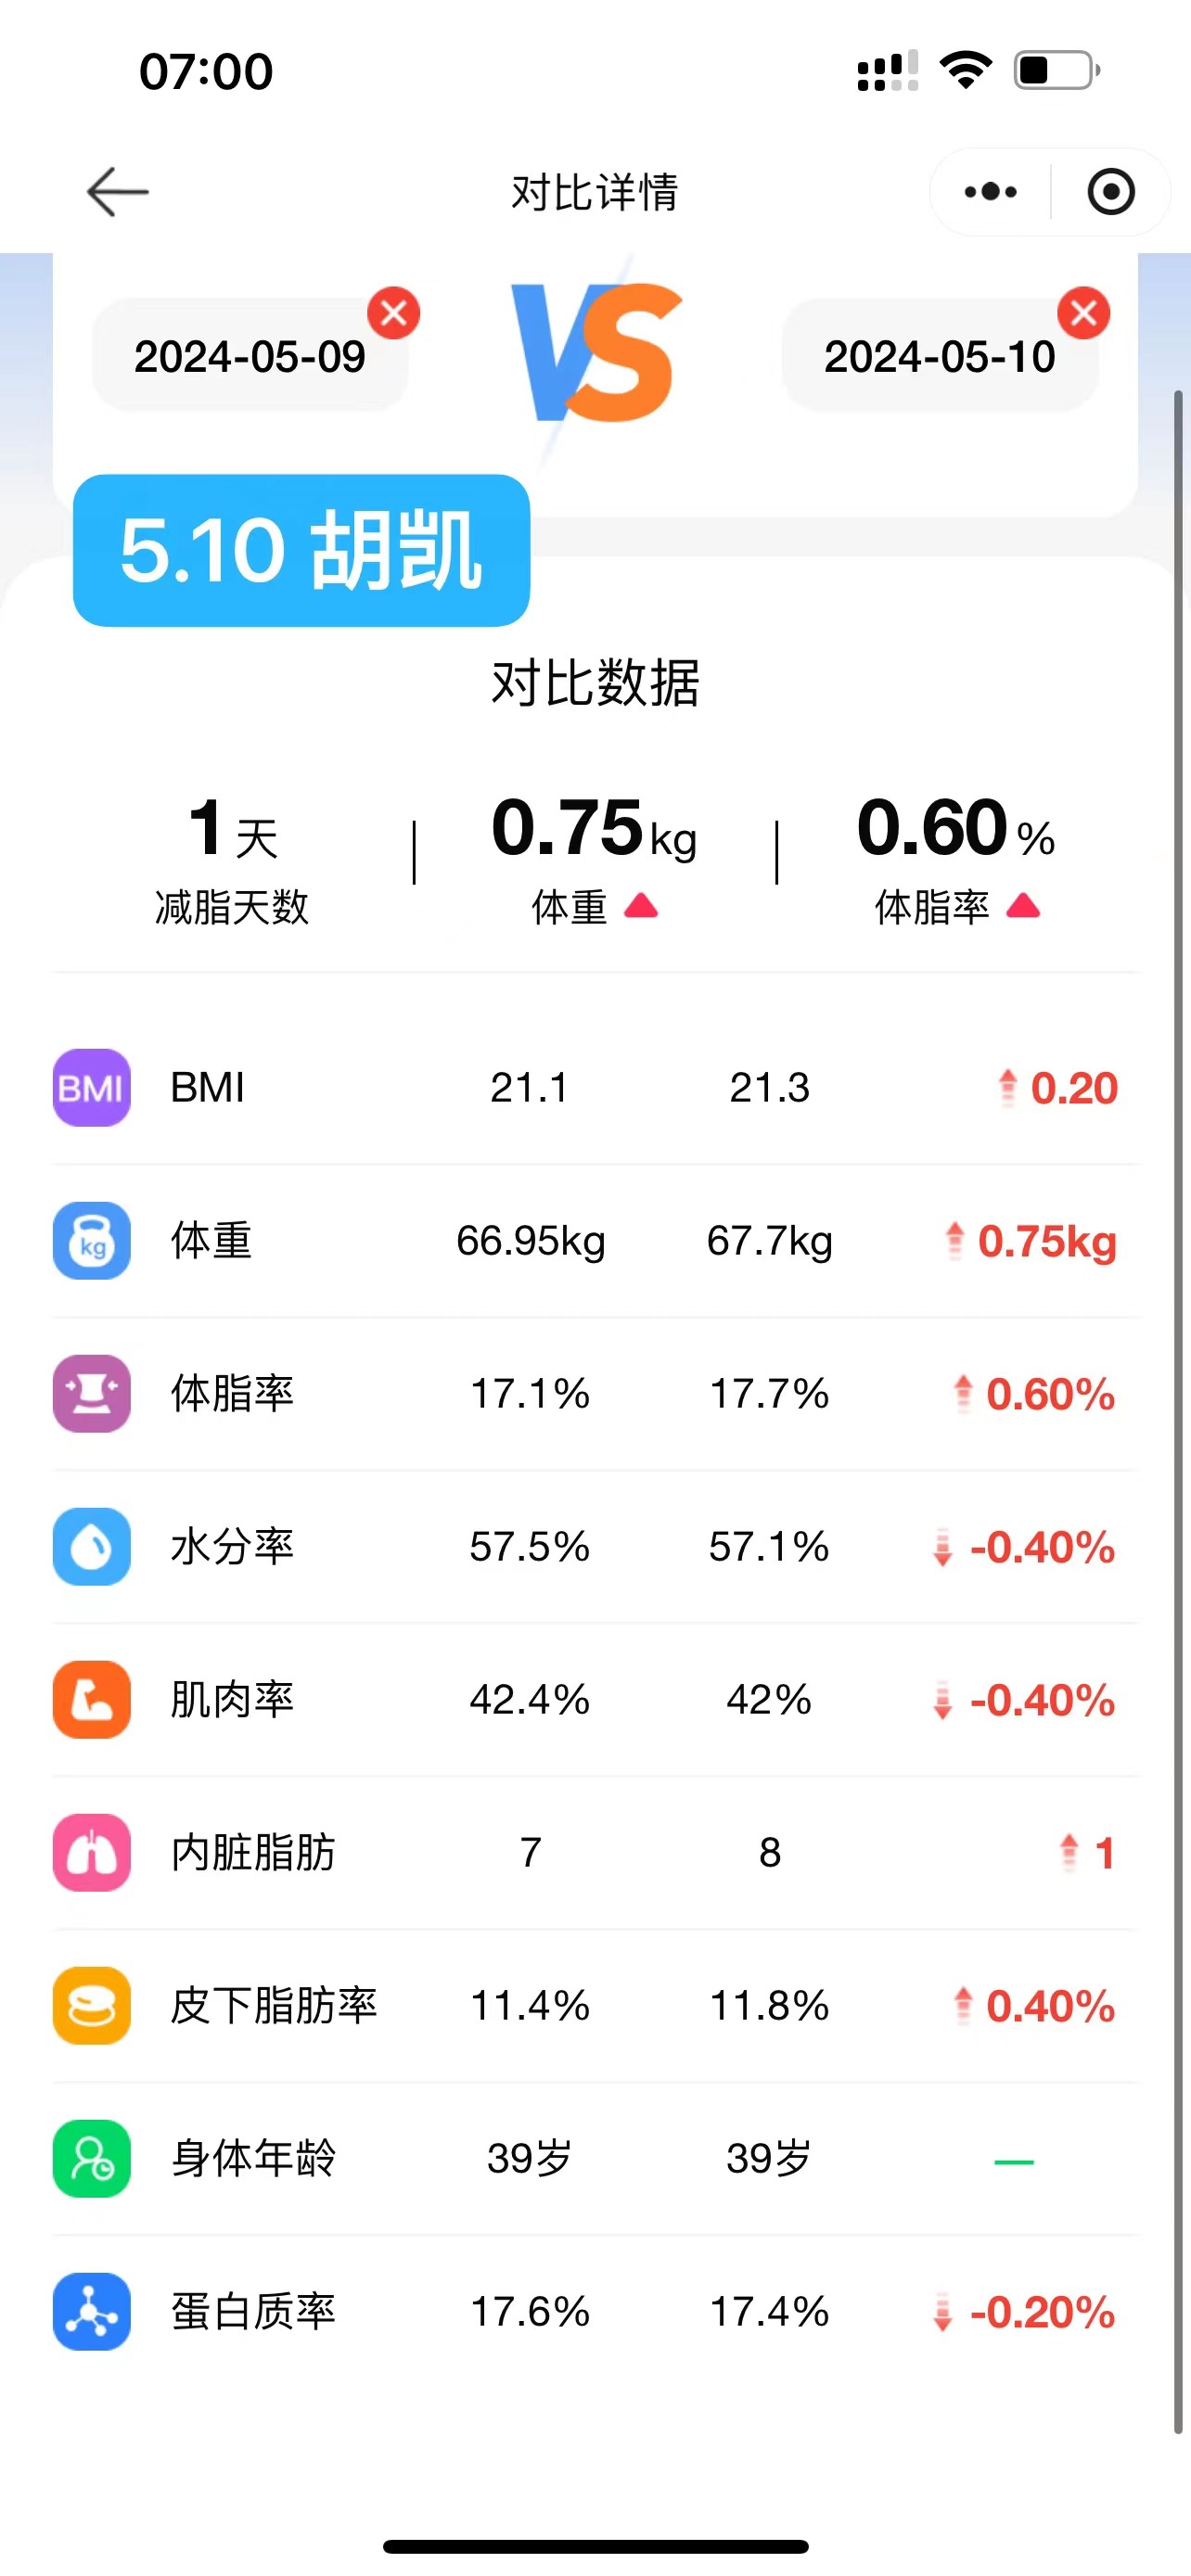 07:00
对比详情
2024-05-09 VS 2024-05-10
5.10 胡凯
对比数据
1天 0.75kg 0.60%
减脂天数 体重 体脂率
BMI BMI 21.1 21.3 0.20
kg 体重 66.95kg 67.7kg 0.75kg
体脂率 17.1% 17.7% 0.60%
水分率 57.5% 57.1% -0.40%
肌肉率 42.4% 42% -0.40%
内脏脂肪 7 8 1
皮下脂肪率 11.4% 11.8% 0.40%
身体年龄 39岁 39岁 —
蛋白质率 17.6% 17.4% -0.20%